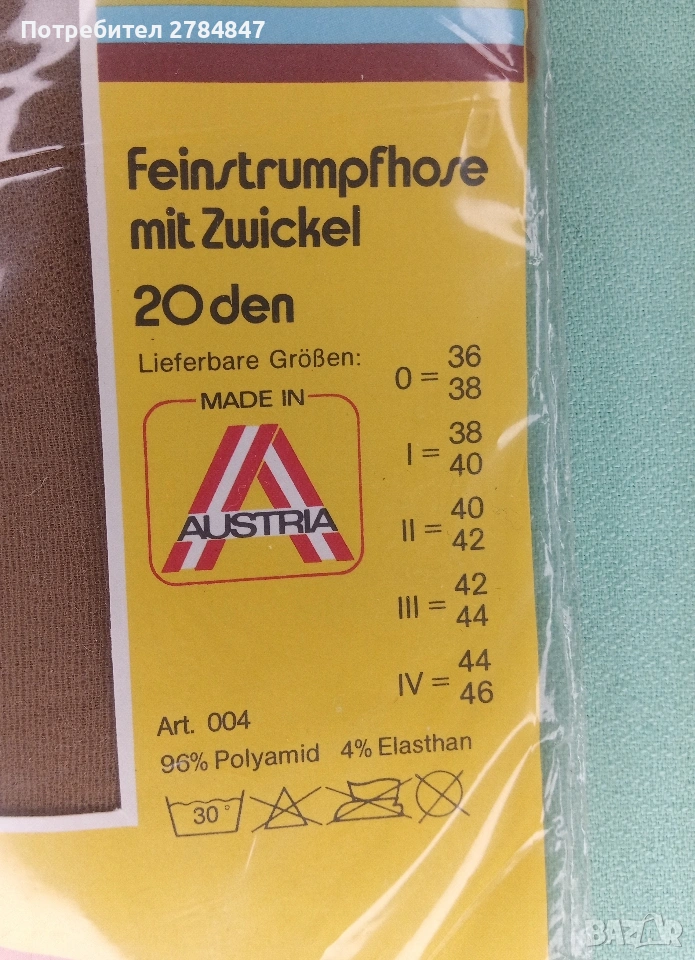 Потребител 2784847
Feinstrumpfhose
mit Zwickel
20 den
Lieferbare Größen:
0 = 36 38
I = 38 40
II = 40 42
III = 42 44
IV = 44 46
MADE IN
AUSTRIA
Art. 004
96% Polyamid 4% Elasthan
30°
BAZAR